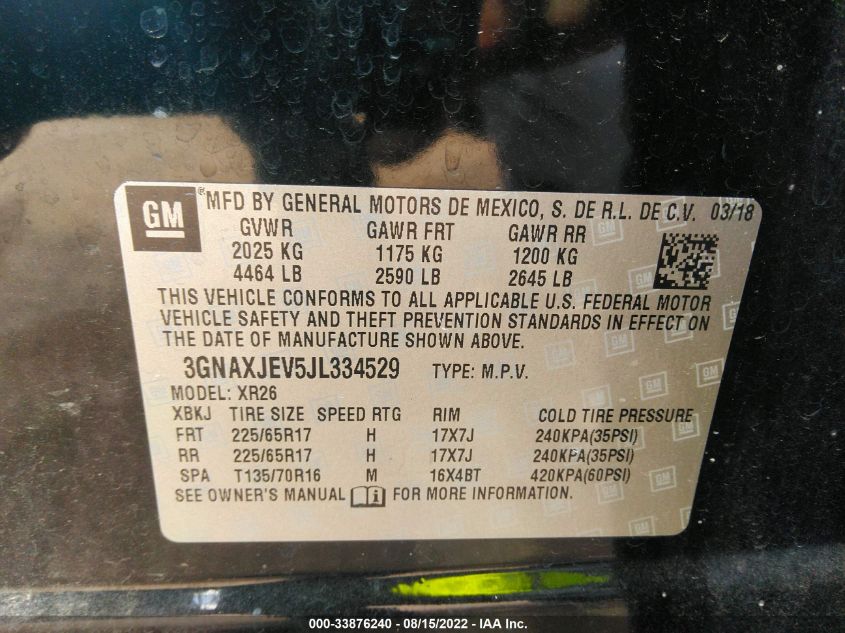 GM
® MFD BY GENERAL MOTORS DE MEXICO, S. DE R.L. DE C.V. 03/18
GVWR GAWR FRT GAWR RR
2025 KG 1175 KG 1200 KG
4464 LB 2590 LB 2645 LB
THIS VEHICLE CONFORMS TO ALL APPLICABLE U.S. FEDERAL MOTOR
VEHICLE SAFETY AND THEFT PREVENTION STANDARDS IN EFFECT ON
THE DATE OF MANUFACTURE SHOWN ABOVE.
3GNAXJEV5JL334529 TYPE: M.P.V.
MODEL: XR26
XBKJ TIRE SIZE SPEED RTG RIM COLD TIRE PRESSURE
FRT 225/65R17 H 17X7J 240KPA(35PSI)
RR 225/65R17 H 17X7J 240KPA(35PSI)
SPA T135/70R16 M 16X4BT 420KPA(60PSI)
SEE OWNER'S MANUAL i FOR MORE INFORMATION.
000-33876240 - 08/15/2022 - IAA Inc.